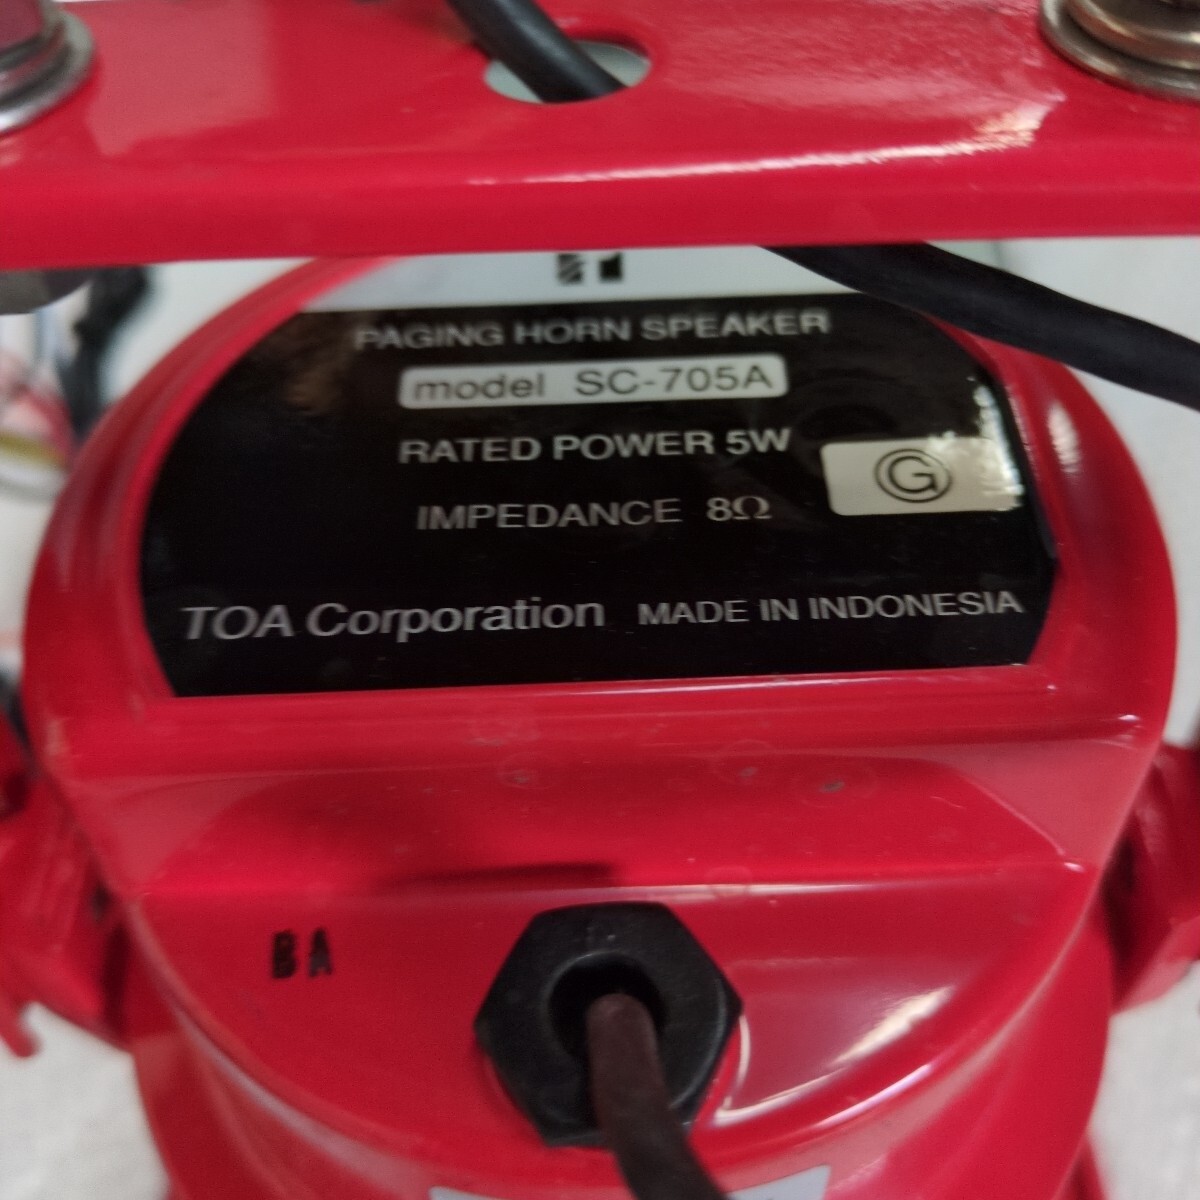 PAGING HORN SPEAKER
model SC-705A
RATED POWER 5W
G
IMPEDANCE 8Ω
TOA Corporation MADE IN INDONESIA
BA